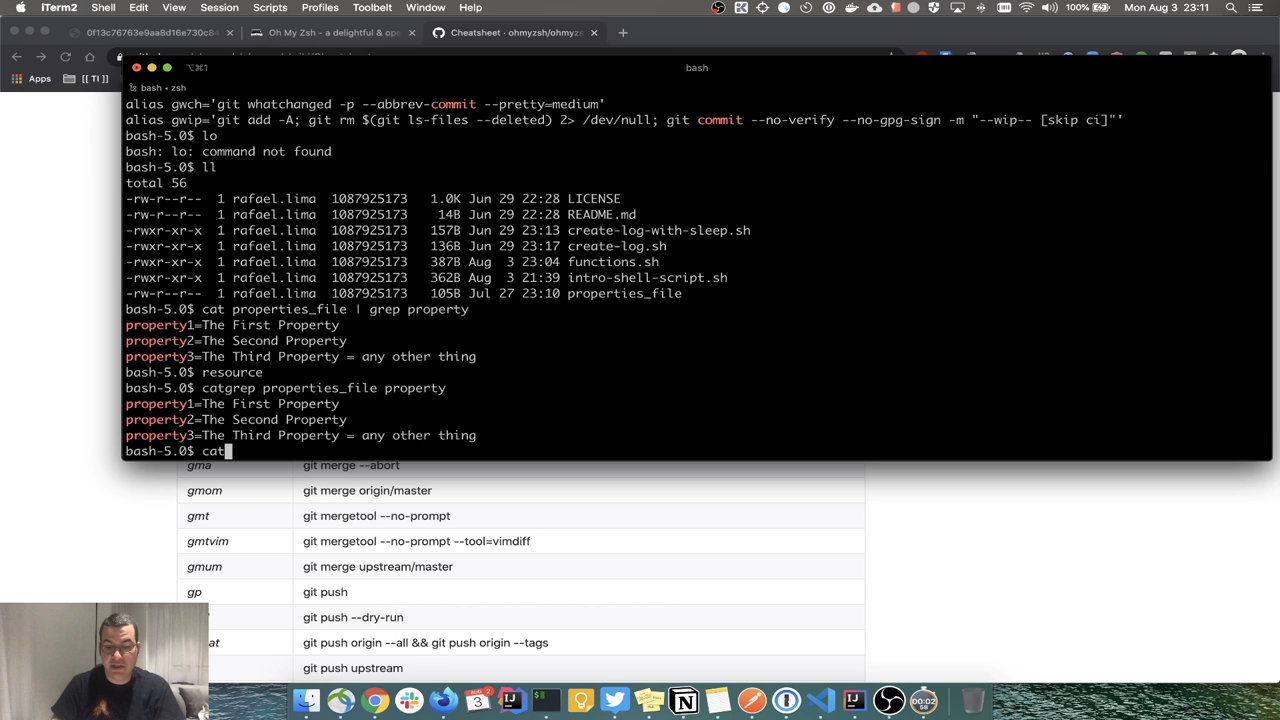 iTerm2 Shell Edit View Session Scripts Profiles Toolbelt Window Help
100% Mon Aug 3 23:11
0f13c76763e9aa8d16e730c84
Oh My Zsh - a delightful & ope
Cheatsheet · ohmyzsh/ohmyzs
Apps [[ TI ]]
⌥⌘1 bash
bash • zsh
alias gwch='git whatchanged -p --abbrev-commit --pretty=medium'
alias gwip='git add -A; git rm $(git ls-files --deleted) 2> /dev/null; git commit --no-verify --no-gpg-sign -m "--wip-- [skip ci]"'
bash-5.0$ lo
bash: lo: command not found
bash-5.0$ ll
total 56
-rw-r--r-- 1 rafael.lima 1087925173 1.0K Jun 29 22:28 LICENSE
-rw-r--r-- 1 rafael.lima 1087925173 14B Jun 29 22:28 README.md
-rwxr-xr-x 1 rafael.lima 1087925173 157B Jun 29 23:13 create-log-with-sleep.sh
-rwxr-xr-x 1 rafael.lima 1087925173 136B Jun 29 23:17 create-log.sh
-rwxr-xr-x 1 rafael.lima 1087925173 387B Aug 3 23:04 functions.sh
-rwxr-xr-x 1 rafael.lima 1087925173 362B Aug 3 21:39 intro-shell-script.sh
-rw-r--r-- 1 rafael.lima 1087925173 105B Jul 27 23:10 properties_file
bash-5.0$ cat properties_file | grep property
property1=The First Property
property2=The Second Property
property3=The Third Property = any other thing
bash-5.0$ resource
bash-5.0$ catgrep properties_file property
property1=The First Property
property2=The Second Property
property3=The Third Property = any other thing
bash-5.0$ cat
gma git merge --abort
gmom git merge origin/master
gmt git mergetool --no-prompt
gmtvim git mergetool --no-prompt --tool=vimdiff
gmum git merge upstream/master
gp git push
git push --dry-run
at git push origin --all && git push origin --tags
git push upstream
00:02
58